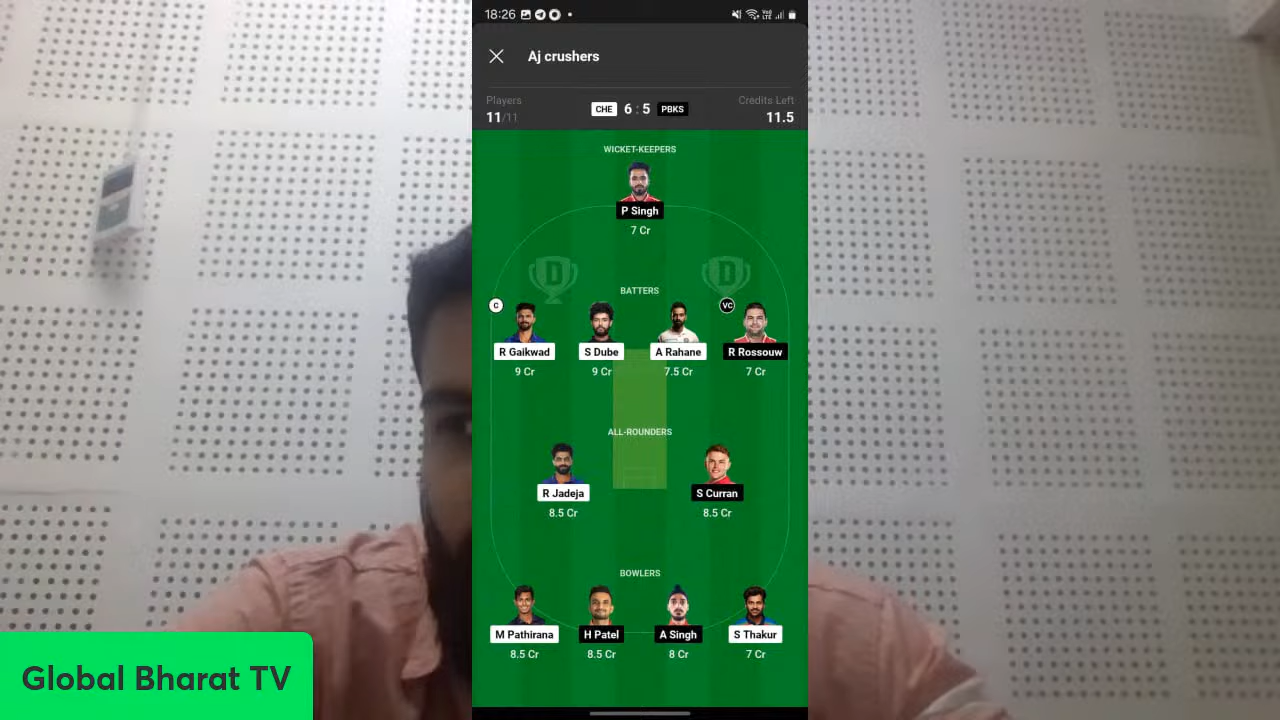 18:26
Aj crushers
Players
11/11
CHE 6 : 5 PBKS
Credits Left
11.5
WICKET-KEEPERS
P Singh
7 Cr
BATTERS
C
VC
R Gaikwad
S Dube
A Rahane
R Rossouw
9 Cr
9 Cr
7.5 Cr
7 Cr
ALL-ROUNDERS
R Jadeja
S Curran
8.5 Cr
8.5 Cr
BOWLERS
M Pathirana
H Patel
A Singh
S Thakur
8.5 Cr
8.5 Cr
8 Cr
7 Cr
Global Bharat TV